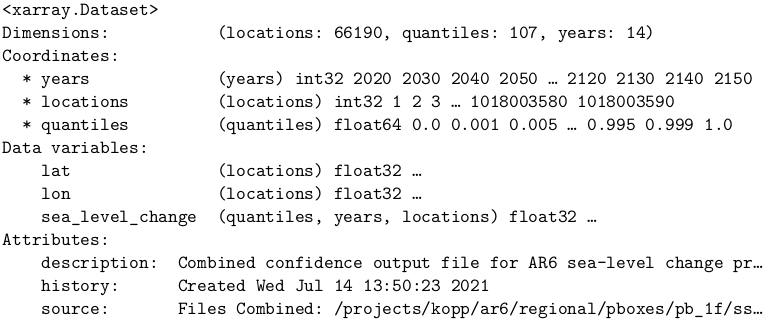 <xarray.Dataset>
Dimensions: (locations: 66190, quantiles: 107, years: 14)
Coordinates:
* years (years) int32 2020 2030 2040 2050 … 2120 2130 2140 2150
* locations (locations) int32 1 2 3 … 1018003580 1018003590
* quantiles (quantiles) float64 0.0 0.001 0.005 … 0.995 0.999 1.0
Data variables:
lat (locations) float32 …
lon (locations) float32 …
sea_level_change (quantiles, years, locations) float32 …
Attributes:
description: Combined confidence output file for AR6 sea-level change pr…
history: Created Wed Jul 14 13:50:23 2021
source: Files Combined: /projects/kopp/ar6/regional/pboxes/pb_1f/ss…